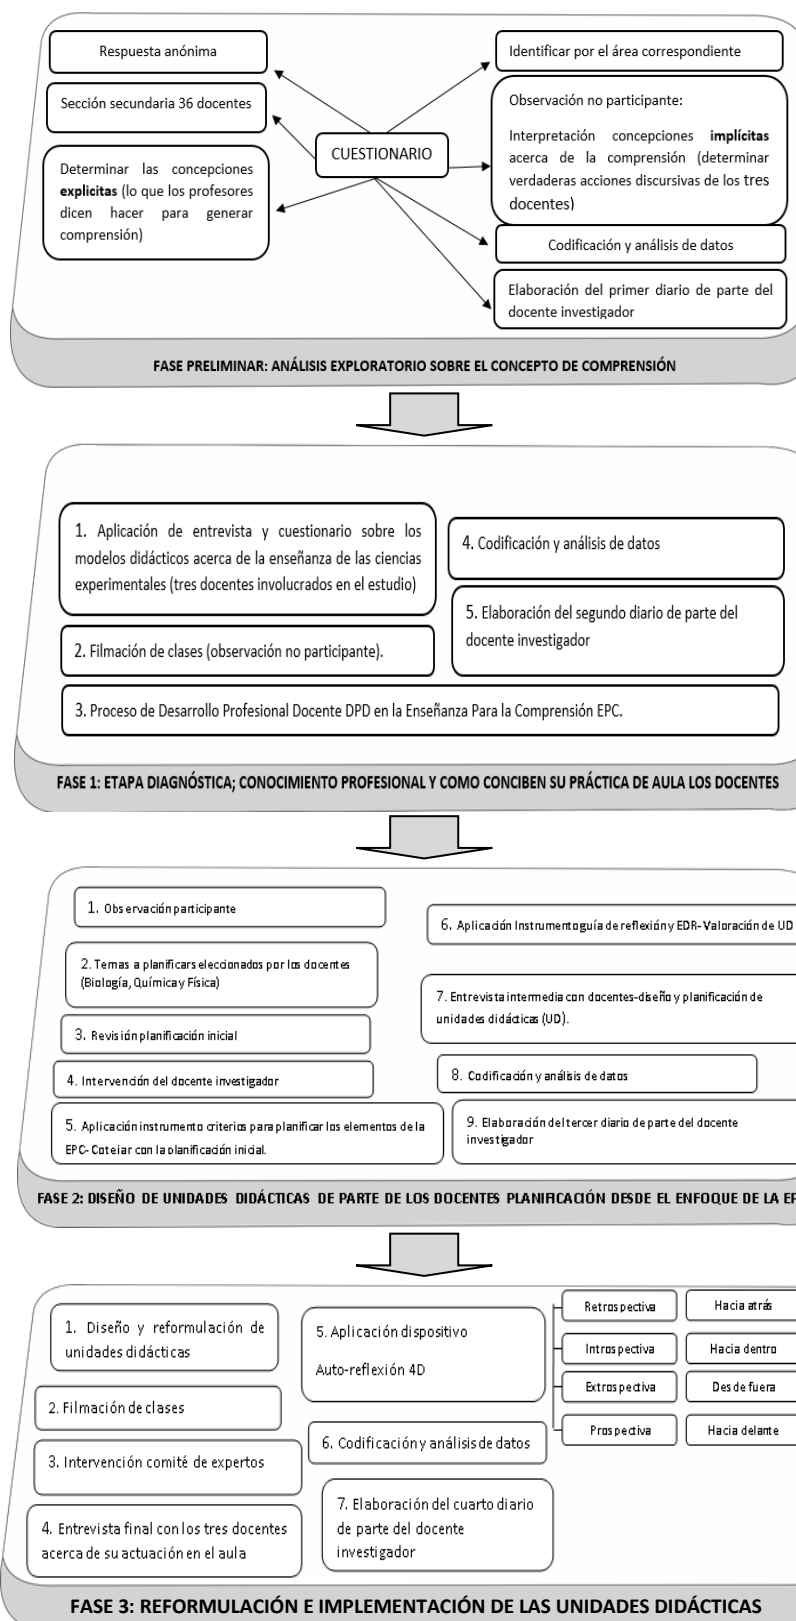 Respuesta anónima
Sección secundaria 36 docentes
Determinar las concepciones
explicitas (lo que los profesores
dicen hacer para generar
comprensión)
CUESTIONARIO
Identificar por el área correspondiente
Observación no participante:
Interpretación concepciones implícitas
acerca de la comprensión (determinar
verdaderas acciones discursivas de los tres
docentes)
Codificación y análisis de datos
Elaboración del primer diario de parte del
docente investigador
FASE PRELIMINAR: ANÁLISIS EXPLORATORIO SOBRE EL CONCEPTO DE COMPRENSIÓN
1. Aplicación de entrevista y cuestionario sobre los
modelos didácticos acerca de la enseñanza de las ciencias
experimentales (tres docentes involucrados en el estudio)
2. Filmación de clases (observación no participante).
4. Codificación y análisis de datos
5. Elaboración del segundo diario de parte del
docente investigador
3. Proceso de Desarrollo Profesional Docente DPD en la Enseñanza Para la Comprensión EPC.
FASE 1: ETAPA DIAGNÓSTICA; CONOCIMIENTO PROFESIONAL Y COMO CONCIBEN SU PRÁCTICA DE AULA LOS DOCENTES
1. Observación participante
2. Temas a planificar seleccionados por los docentes
(Biología, Química y Física)
3. Revisión planificación inicial
4. Intervención del docente investigador
5. Aplicación instrumento criterios para planificar los elementos de la
EPC- Cotejar con la planificación inicial.
6. Aplicación Instrumento guía de reflexión y EDR- Valoración de UD
7. Entrevista intermedia con docentes-diseño y planificación de
unidades didácticas (UD).
8. Codificación y análisis de datos
9. Elaboración del tercer diario de parte del docente
investigador
FASE 2: DISEÑO DE UNIDADES DIDÁCTICAS DE PARTE DE LOS DOCENTES PLANIFICACIÓN DESDE EL ENFOQUE DE LA EP
1. Diseño y reformulación de
unidades didácticas
2. Filmación de clases
3. Intervención comité de expertos
4. Entrevista final con los tres docentes
acerca de su actuación en el aula
5. Aplicación dispositivo
Auto-reflexión 4D
6. Codificación y análisis de datos
7. Elaboración del cuarto diario
de parte del docente
investigador
Retrospectiva
Hacia atrás
Introspectiva
Hacia dentro
Extrospectiva
Desde fuera
Prospectiva
Hacia delante
FASE 3: REFORMULACIÓN E IMPLEMENTACIÓN DE LAS UNIDADES DIDÁCTICAS